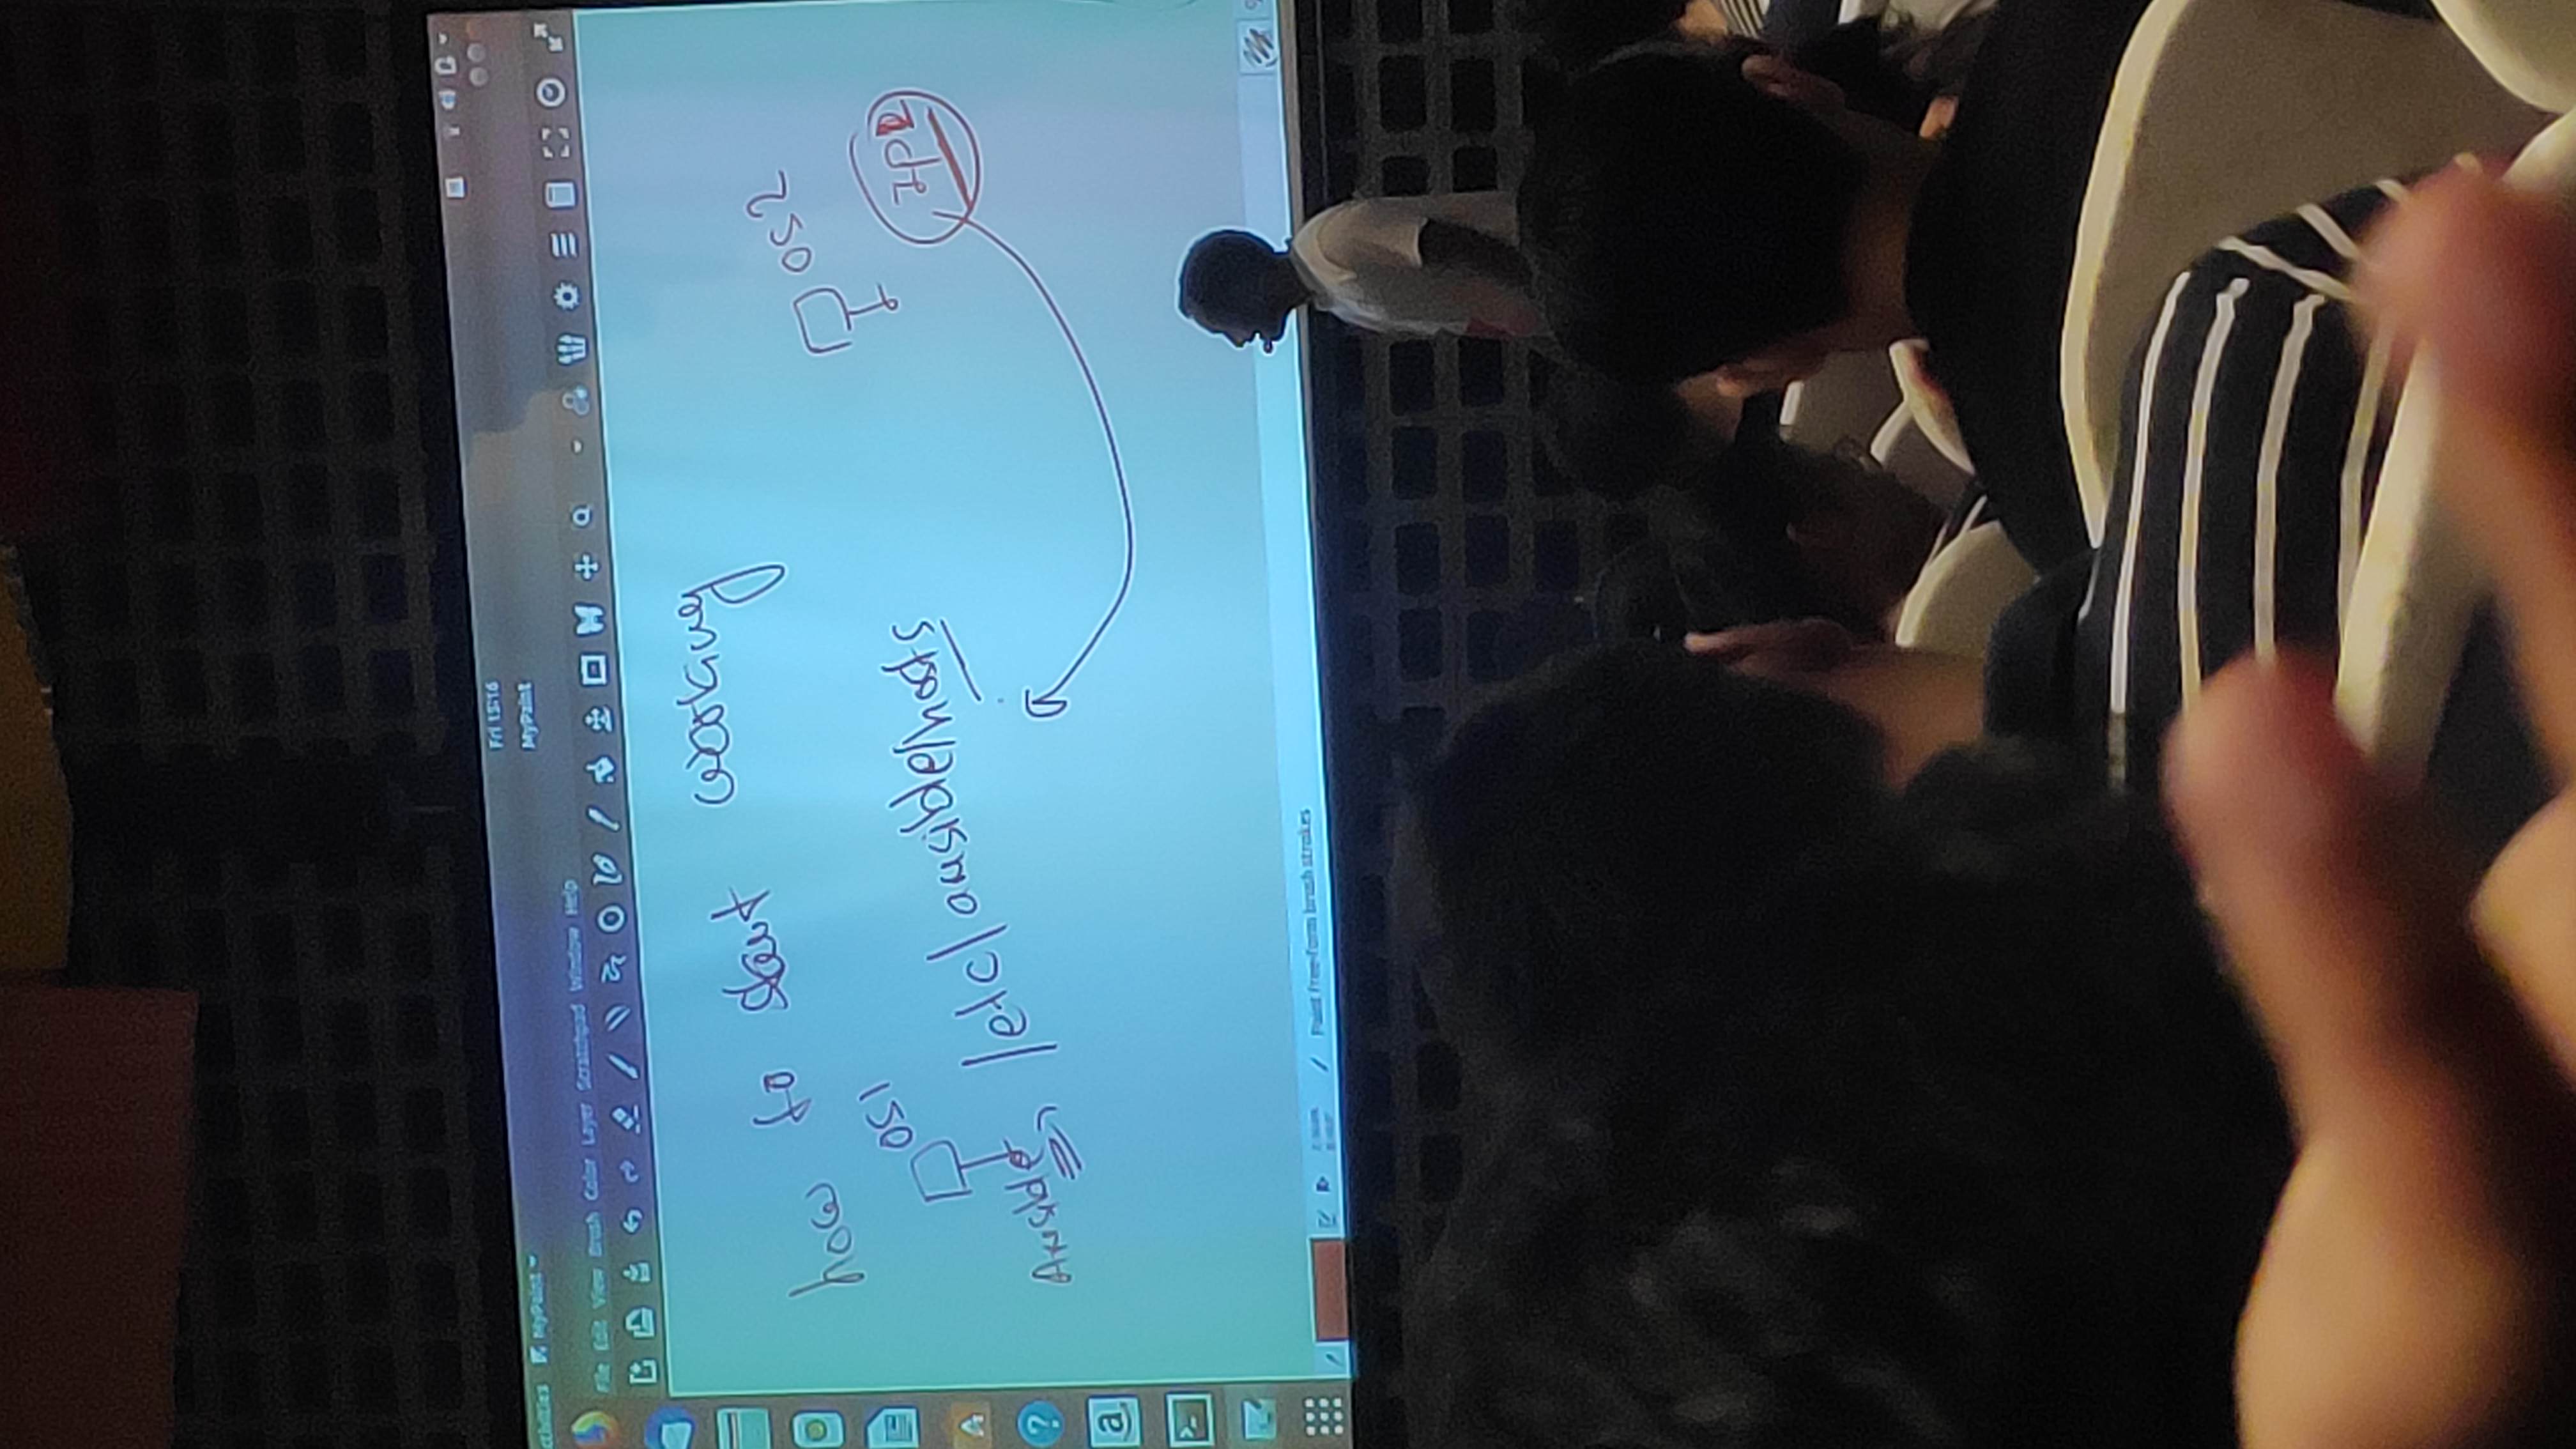 Fri 15:16
MyPaint
MyPaint
File Edit View Brush Color Layer Scratchpad Window Help
how to start working
OS1
OS2
Ansible, /etc/ansible/hosts
IP2
a
Paint free-form brush strokes